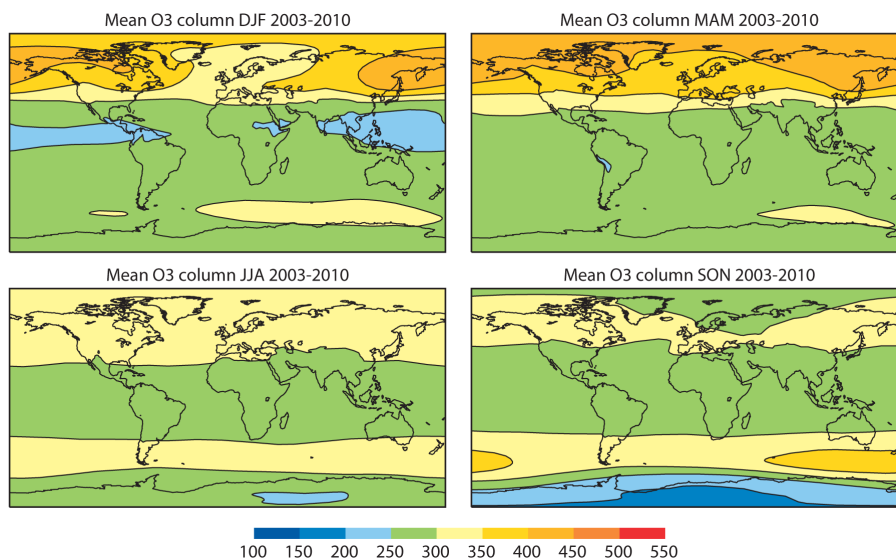 Mean O3 column DJF 2003-2010
Mean O3 column MAM 2003-2010
Mean O3 column JJA 2003-2010
Mean O3 column SON 2003-2010
100 150 200 250 300 350 400 450 500 550